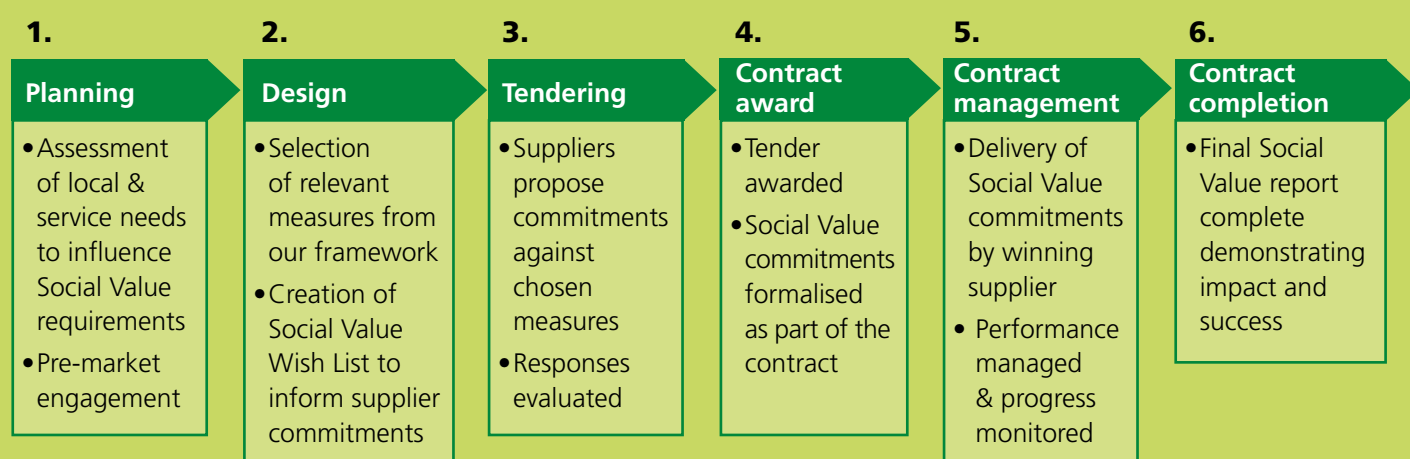 1.
Planning
•Assessment
of local &
service needs
to influence
Social Value
requirements
•Pre-market
engagement
2.
Design
•Selection
of relevant
measures from
our framework
•Creation of
Social Value
Wish List to
inform supplier
commitments
3.
Tendering
•Suppliers
propose
commitments
against
chosen
measures
•Responses
evaluated
4.
Contract
award
•Tender
awarded
•Social Value
commitments
formalised
as part of the
contract
5.
Contract
management
•Delivery of
Social Value
commitments
by winning
supplier
• Performance
managed
& progress
monitored
6.
Contract
completion
•Final Social
Value report
complete
demonstrating
impact and
success